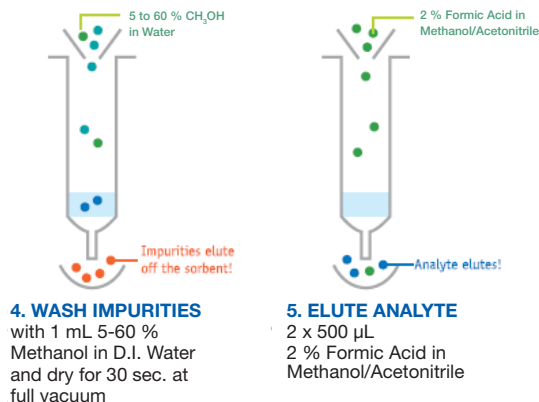 5 to 60 % CH₃OH
in Water
Impurities elute
off the sorbent!
4. WASH IMPURITIES
with 1 mL 5-60 %
Methanol in D.I. Water
and dry for 30 sec. at
full vacuum
2 % Formic Acid in
Methanol/Acetonitrile
Analyte elutes!
5. ELUTE ANALYTE
2 x 500 µL
2 % Formic Acid in
Methanol/Acetonitrile